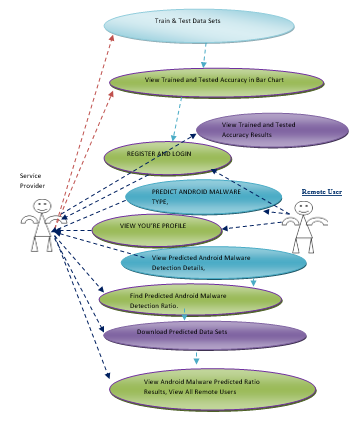 Train & Test Data Sets
View Trained and Tested Accuracy in Bar Chart
View Trained and Tested
Accuracy Results
REGISTER AND LOGIN
Service
Provider
PREDICT ANDROID MALWARE
TYPE,
Remote User
VIEW YOU'RE PROFILE
View Predicted Android Malware
Detection Details,
Find Predicted Android Malware
Detection Ratio.
Download Predicted Data Sets
View Android Malware Predicted Ratio
Results, View All Remote Users